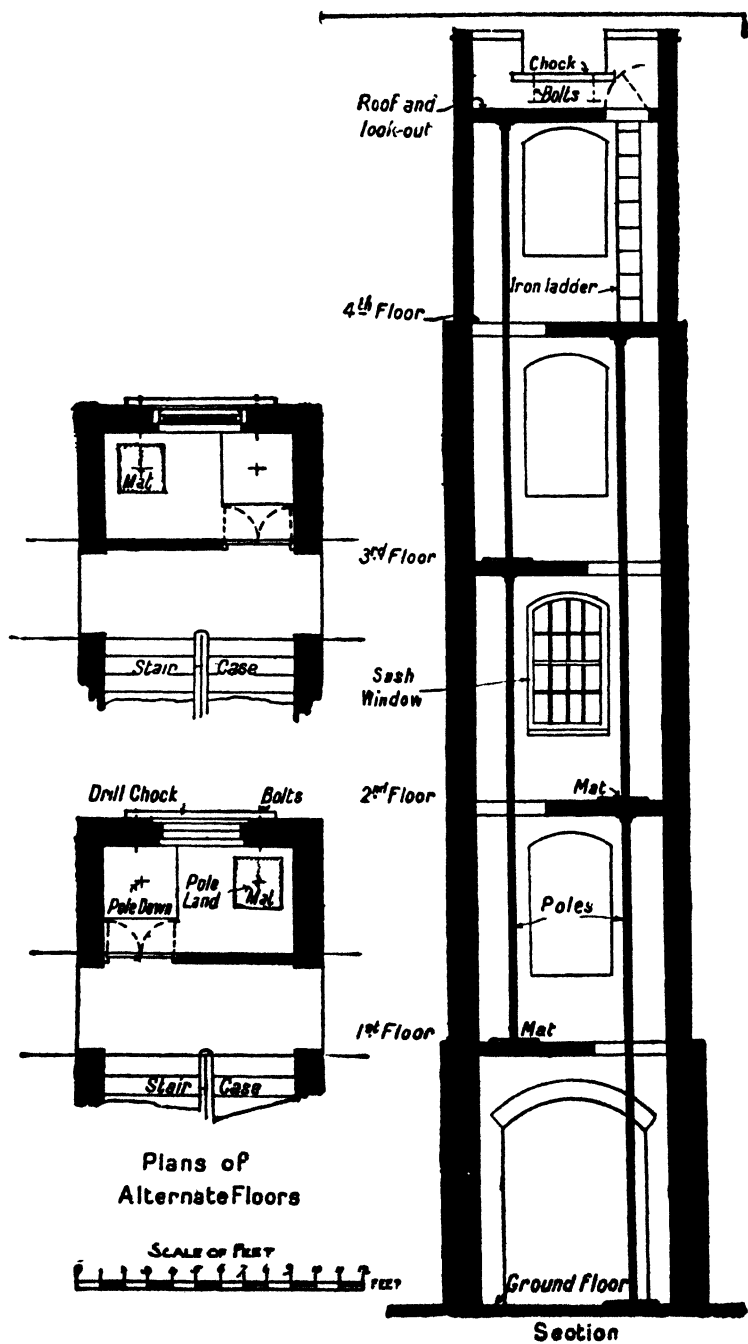 Chock
Bolts
Roof and
look-out
Iron ladder
4th Floor
Mat
3rd Floor
Stair Case
Sash
Window
Drill Chock
Bolts
2nd Floor
Mat
Pole
Land
Pole Down
Mat
Poles
1st Floor
Mat
Stair Case
Plans of
Alternate Floors
SCALE OF FEET
FEET
Ground floor
Section